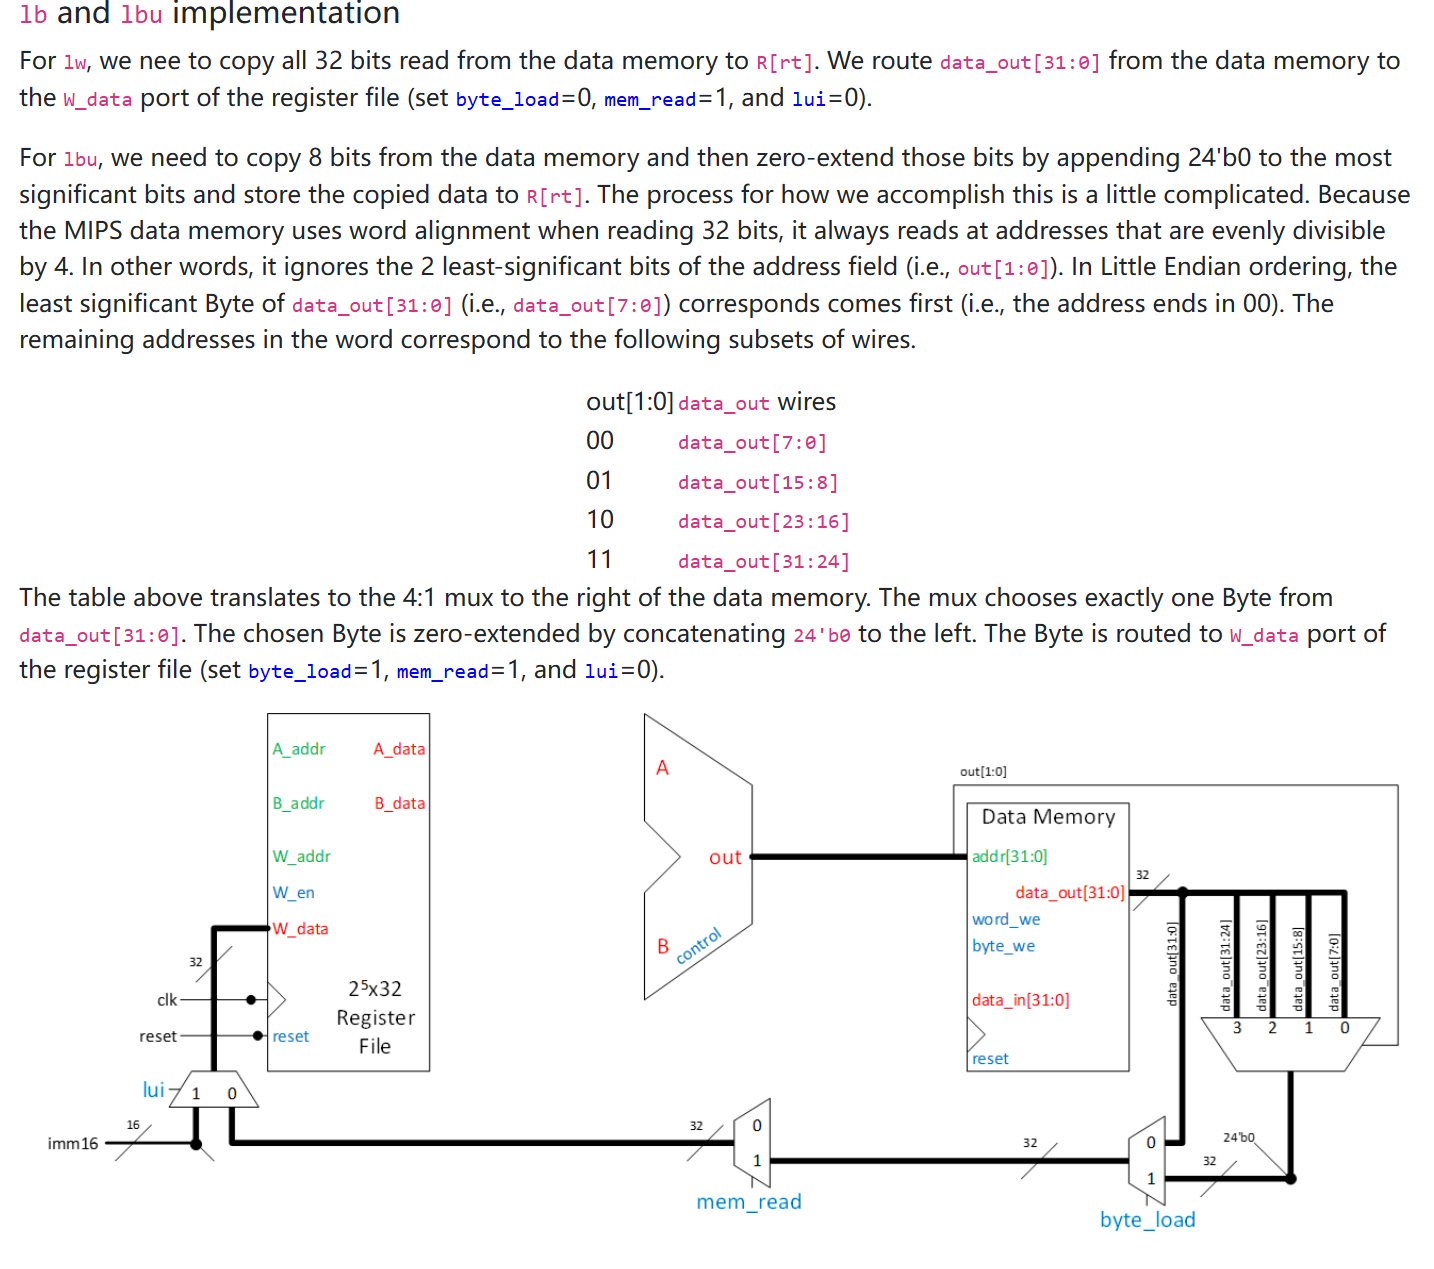 lb and lbu implementation
For lw, we nee to copy all 32 bits read from the data memory to R[rt]. We route data_out[31:0] from the data memory to
the W_data port of the register file (set byte_load=0, mem_read=1, and lui=0).
For lbu, we need to copy 8 bits from the data memory and then zero-extend those bits by appending 24'b0 to the most
significant bits and store the copied data to R[rt]. The process for how we accomplish this is a little complicated. Because
the MIPS data memory uses word alignment when reading 32 bits, it always reads at addresses that are evenly divisible
by 4. In other words, it ignores the 2 least-significant bits of the address field (i.e., out[1:0]). In Little Endian ordering, the
least significant Byte of data_out[31:0] (i.e., data_out[7:0]) corresponds comes first (i.e., the address ends in 00). The
remaining addresses in the word correspond to the following subsets of wires.
out[1:0] data_out wires
00 data_out[7:0]
01 data_out[15:8]
10 data_out[23:16]
11 data_out[31:24]
The table above translates to the 4:1 mux to the right of the data memory. The mux chooses exactly one Byte from
data_out[31:0]. The chosen Byte is zero-extended by concatenating 24'b0 to the left. The Byte is routed to W_data port of
the register file (set byte_load=1, mem_read=1, and lui=0).
A_addr A_data
B_addr B_data
W_addr
W_en
W_data
32
clk
reset
reset
2⁵x32
Register
File
lui
1 0
16
imm16
A
out
B
control
out[1:0]
Data Memory
addr[31:0]
data_out[31:0]
word_we
byte_we
data_in[31:0]
reset
32
data_out[31:0]
data_out[31:24]
data_out[23:16]
data_out[15:8]
data_out[7:0]
3 2 1 0
32
0
1
mem_read
32
0
1
byte_load
24'b0
32